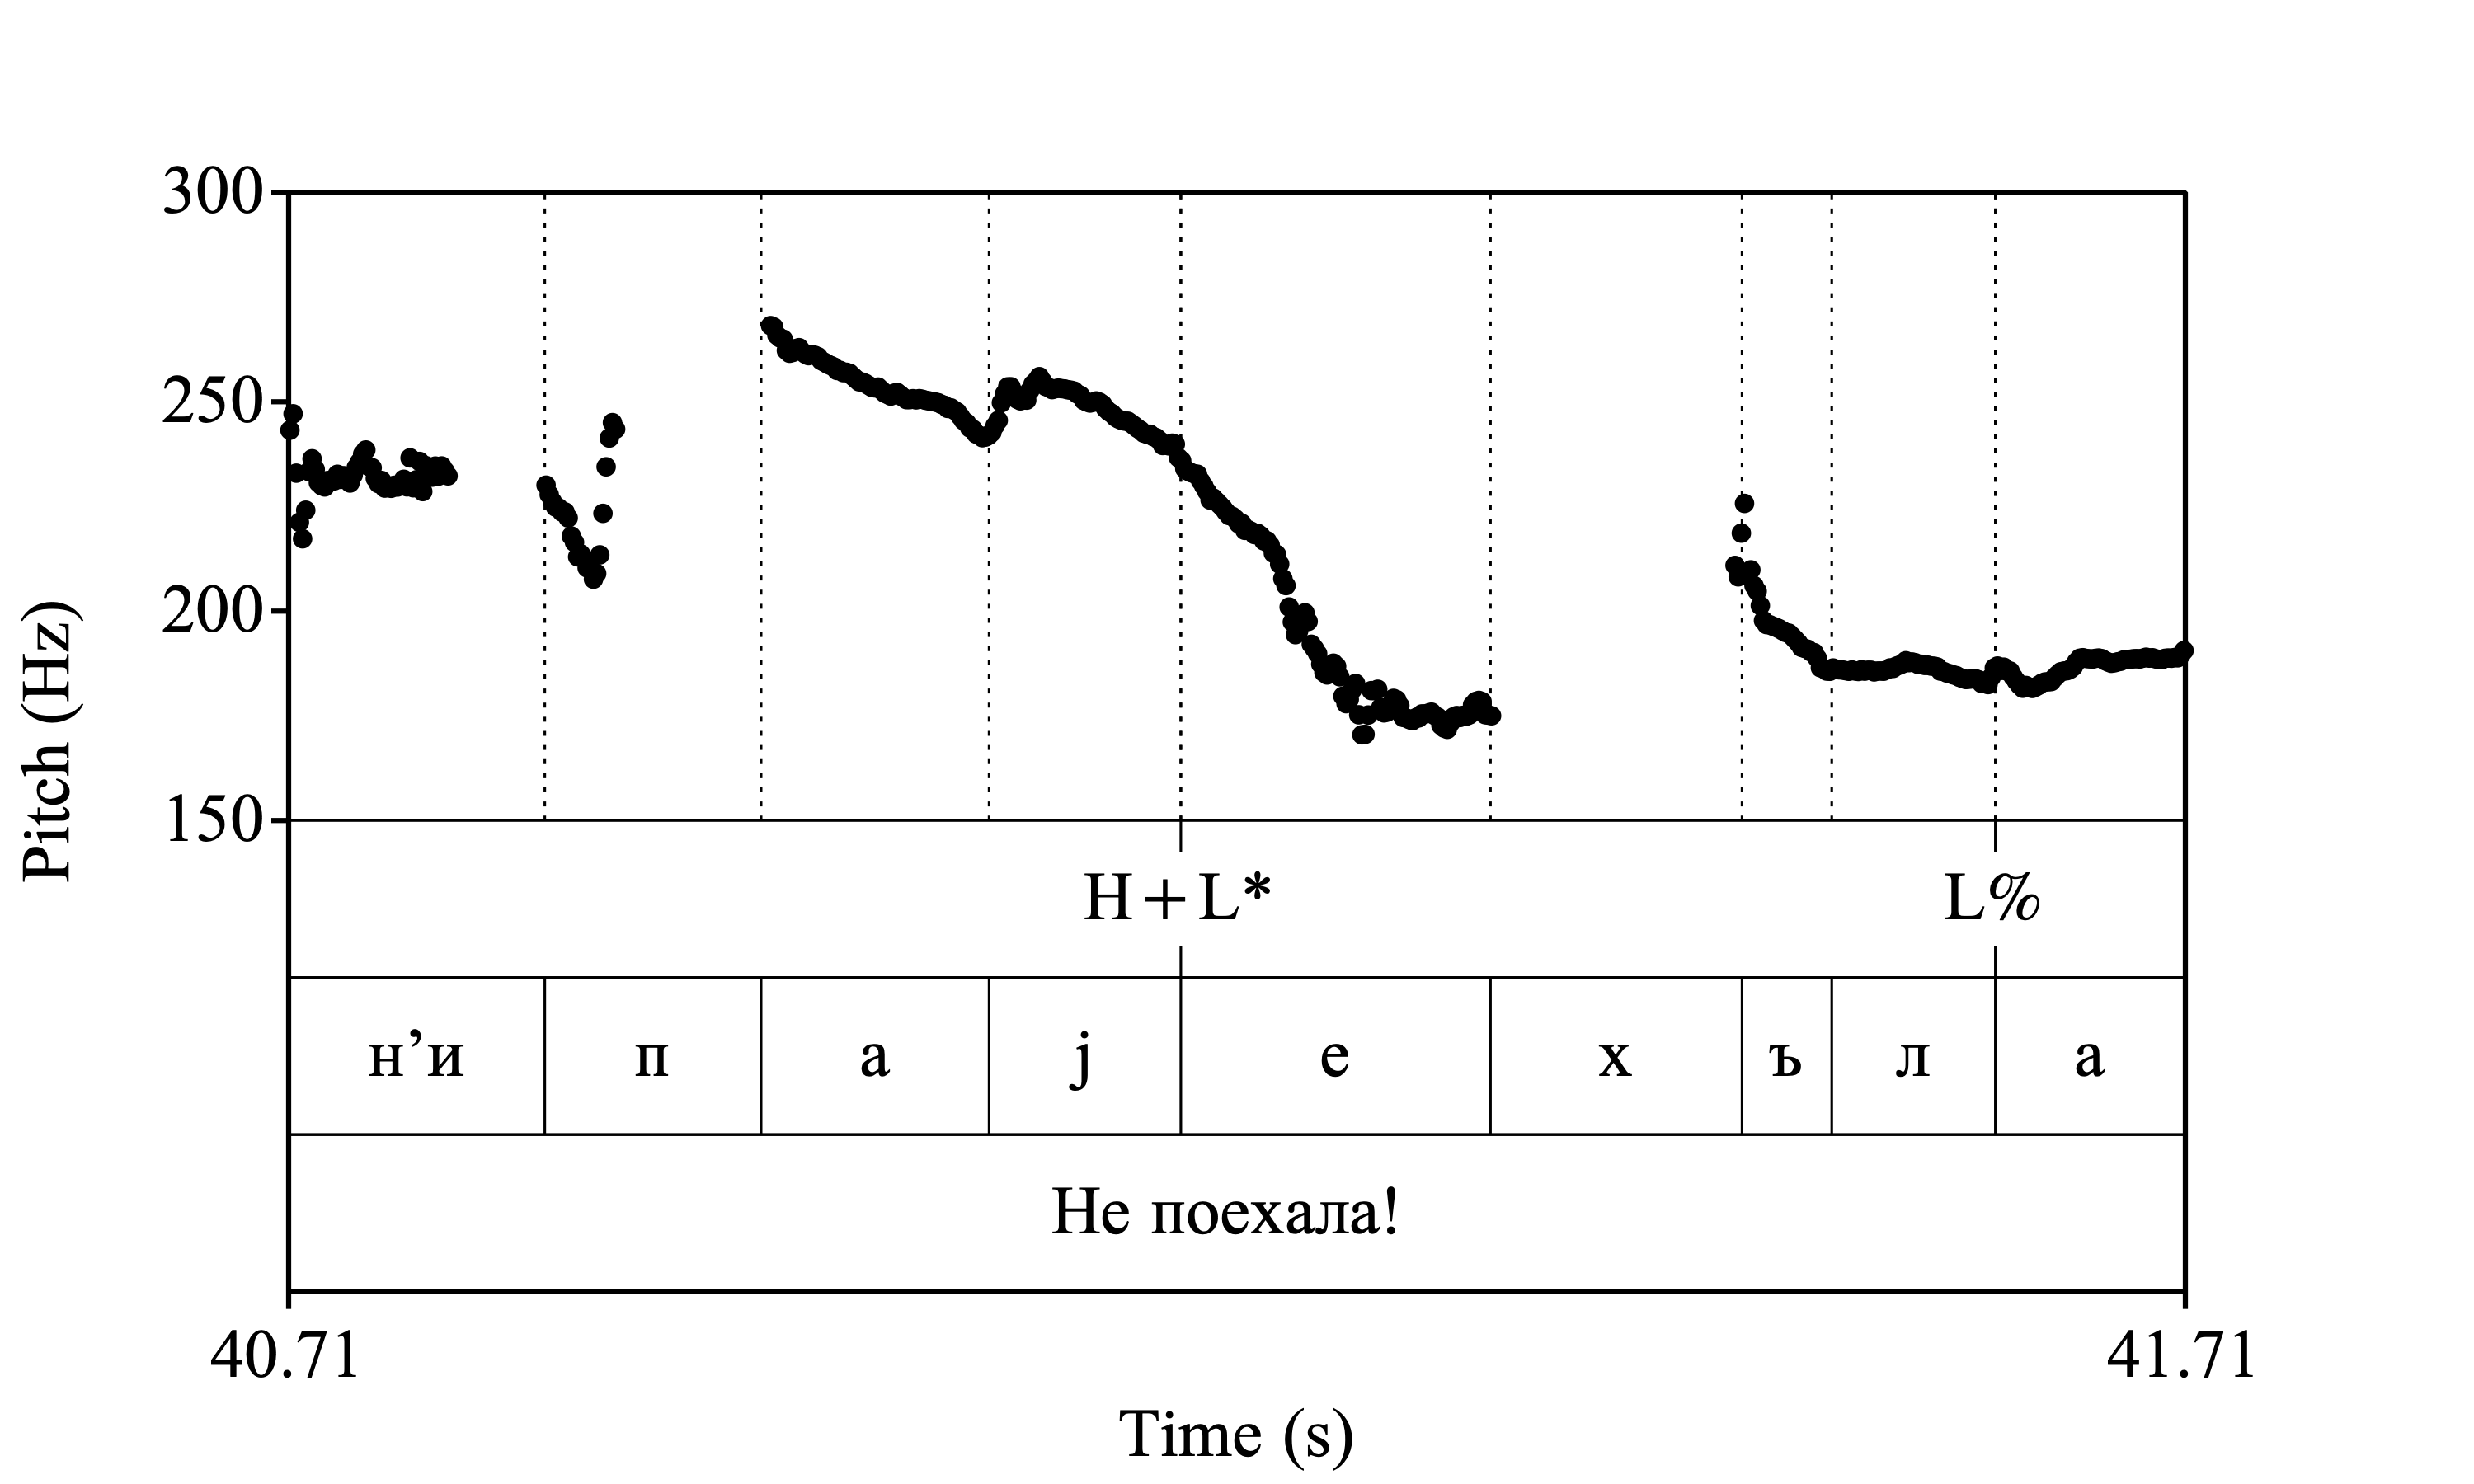 300
250
200
150
Pitch (Hz)
H+L* L%
н’и п а j е х ъ л а
Не поехала!
40.71 41.71
Time (s)